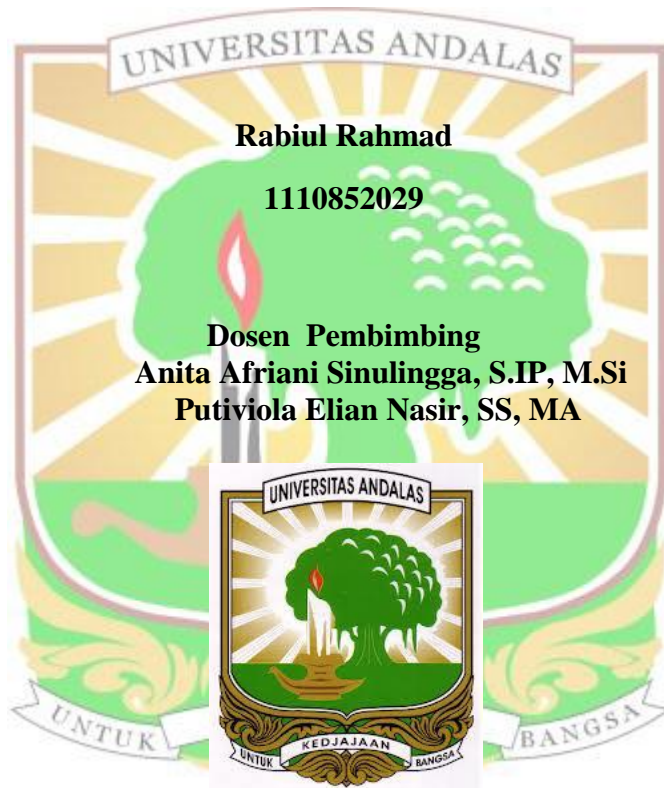 UNIVERSITAS ANDALAS
Rabiul Rahmad
1110852029
Dosen Pembimbing
Anita Afriani Sinulingga, S.IP, M.Si
Putiviola Elian Nasir, SS, MA
UNIVERSITAS ANDALAS
UNTUK KEDJAJAAN BANGSA
UNTUK BANGSA